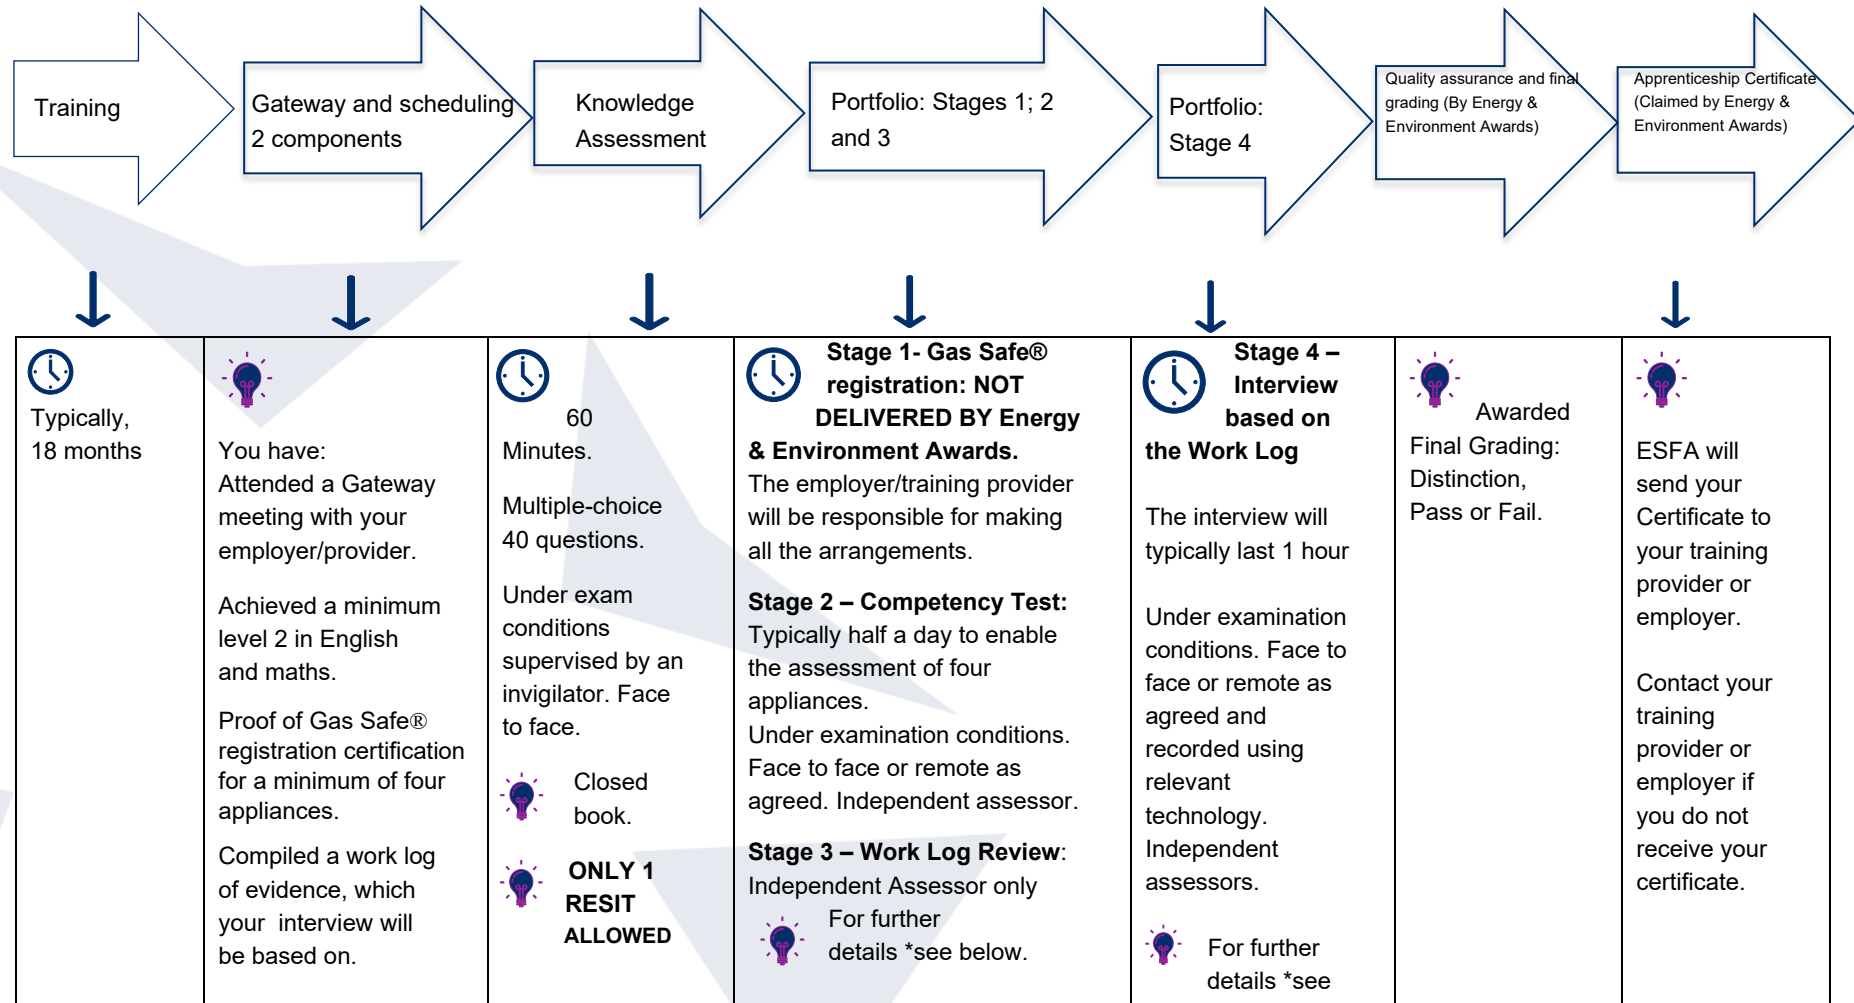 Training
Gateway and scheduling
2 components
Knowledge
Assessment
Portfolio: Stages 1; 2
and 3
Portfolio:
Stage 4
Quality assurance and final
grading (By Energy &
Environment Awards)
Apprenticeship Certificate
(Claimed by Energy &
Environment Awards)
Typically,
18 months
You have:
Attended a Gateway
meeting with your
employer/provider.
Achieved a minimum
level 2 in English
and maths.
Proof of Gas Safe®
registration certification
for a minimum of four
appliances.
Compiled a work log
of evidence, which
your interview will
be based on.
60
Minutes.
Multiple-choice
40 questions.
Under exam
conditions
supervised by an
invigilator. Face
to face.
Closed
book.
ONLY 1
RESIT
ALLOWED
Stage 1- Gas Safe®
registration: NOT
DELIVERED BY Energy
& Environment Awards.
The employer/training provider
will be responsible for making
all the arrangements.
Stage 2 – Competency Test:
Typically half a day to enable
the assessment of four
appliances.
Under examination conditions.
Face to face or remote as
agreed. Independent assessor.
Stage 3 – Work Log Review:
Independent Assessor only
For further
details *see below.
Stage 4 –
Interview
based on
the Work Log
The interview will
typically last 1 hour
Under examination
conditions. Face to
face or remote as
agreed and
recorded using
relevant
technology.
Independent
assessors.
For further
details *see
Awarded
Final Grading:
Distinction,
Pass or Fail.
ESFA will
send your
Certificate to
your training
provider or
employer.
Contact your
training
provider or
employer if
you do not
receive your
certificate.